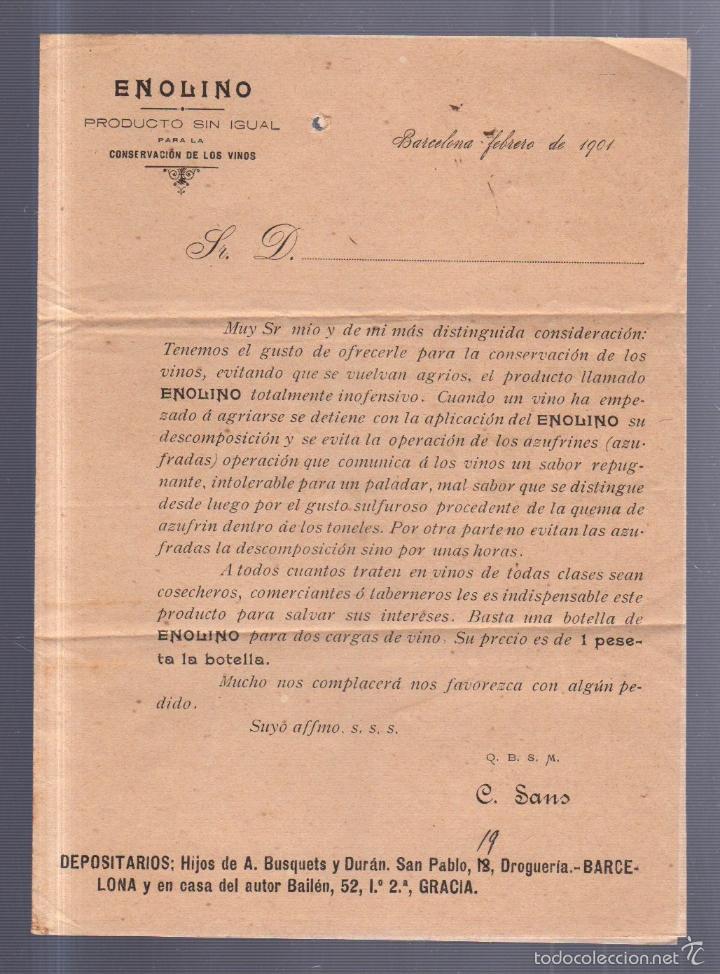 ENOLINO
PRODUCTO SIN IGUAL
PARA LA
CONSERVACIÓN DE LOS VINOS
Barcelona febrero de 1901
Sr. D.
Muy Sr mío y de mi más distinguida consideración:
Tenemos el gusto de ofrecerle para la conservación de los
vinos, evitando que se vuelvan agrios, el producto llamado
ENOLINO totalmente inofensivo. Cuando un vino ha empe-
zado á agriarse se detiene con la aplicación del ENOLINO su
descomposición y se evita la operación de los azufrines (azu-
fradas) operación que comunica á los vinos un sabor repug-
nante, intolerable para un paladar, mal sabor que se distingue
desde luego por el gusto sulfuroso procedente de la quema de
azufrin dentro de los toneles. Por otra parte no evitan las azu-
fradas la descomposición sino por unas horas.
A todos cuantos traten en vinos de todas clases sean
cosecheros, comerciantes ó taberneros les es indispensable este
producto para salvar sus intereses. Basta una botella de
ENOLINO para dos cargas de vino. Su precio es de 1 pese-
ta la botella.
Mucho nos complacerá nos favorezca con algún pe-
dido.
Suyo affmo. s. s. s.
Q. B. S. M.
C. Sans
19
DEPOSITARIOS: Hijos de A. Busquets y Durán. San Pablo, 18, Droguería.-BARCE-
LONA y en casa del autor Bailén, 52, 1.º 2.ª, GRACIA.
todocoleccion.net